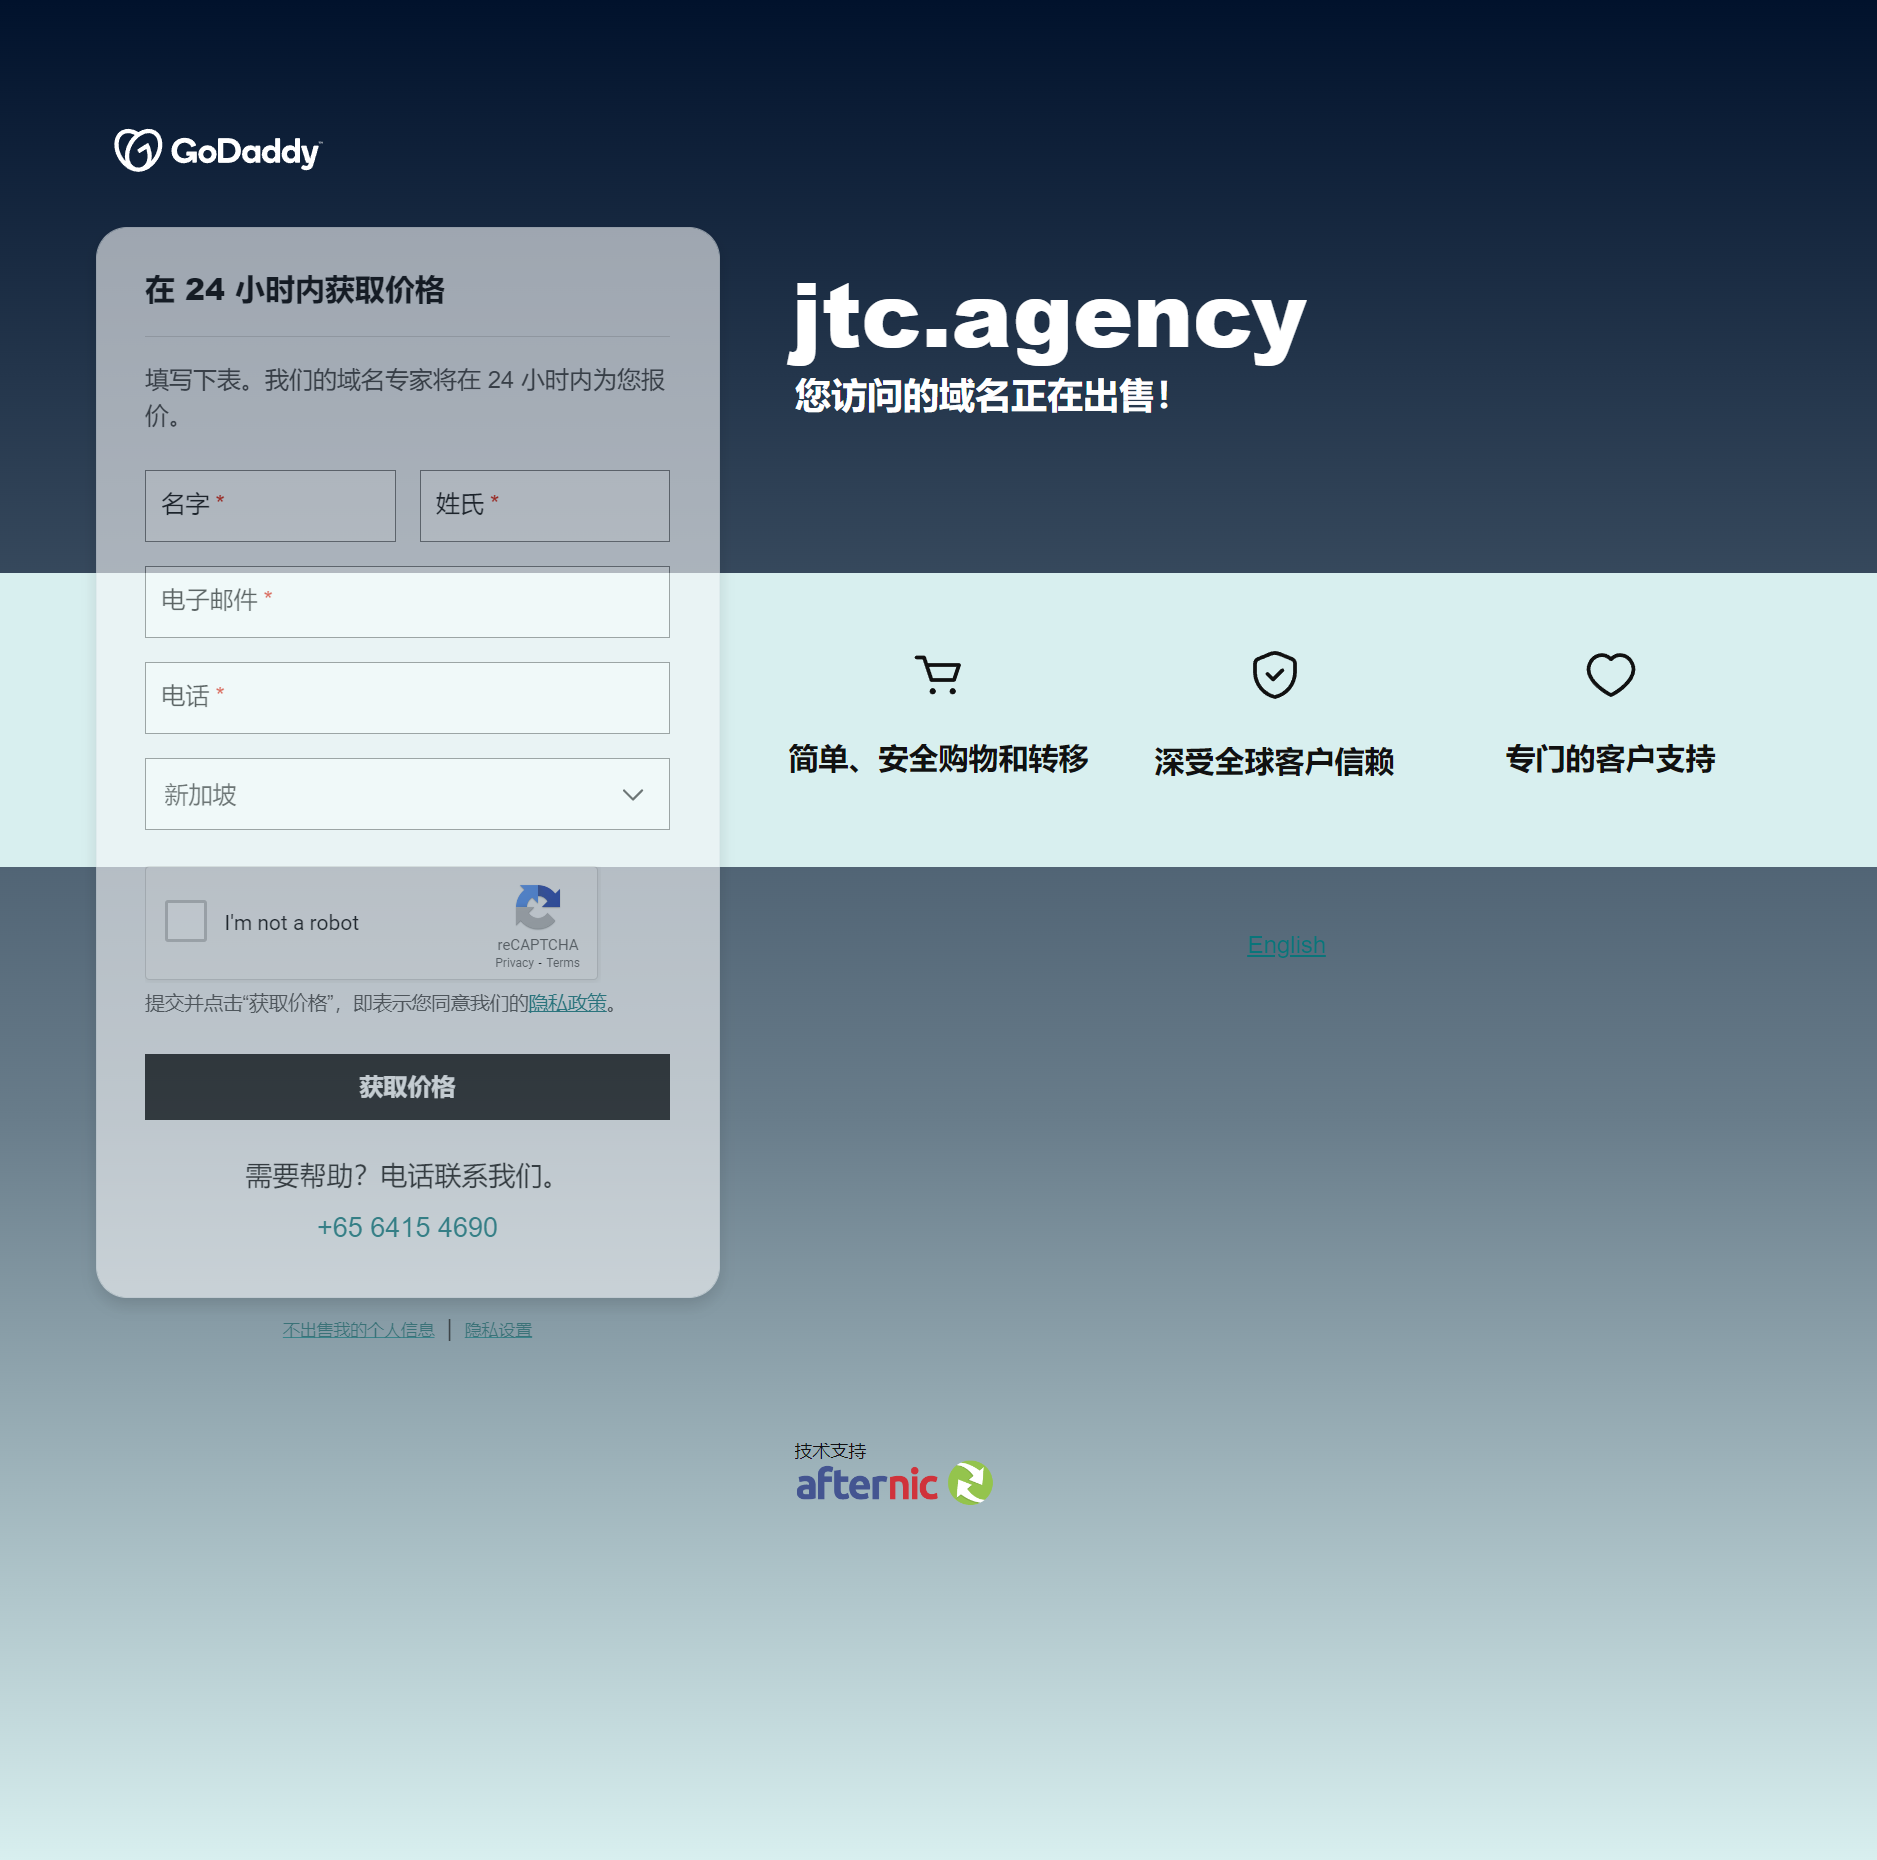 GoDaddy
在 24 小时内获取价格
填写下表。我们的域名专家将在 24 小时内为您报
价。
名字 *
姓氏 *
电子邮件 *
电话 *
新加坡
I'm not a robot
reCAPTCHA
Privacy - Terms
提交并点击“获取价格”，即表示您同意我们的隐私政策。
获取价格
需要帮助？电话联系我们。
+65 6415 4690
不出售我的个人信息 | 隐私设置
jtc.agency
您访问的域名正在出售！
简单、安全购物和转移
深受全球客户信赖
专门的客户支持
English
技术支持
afternic